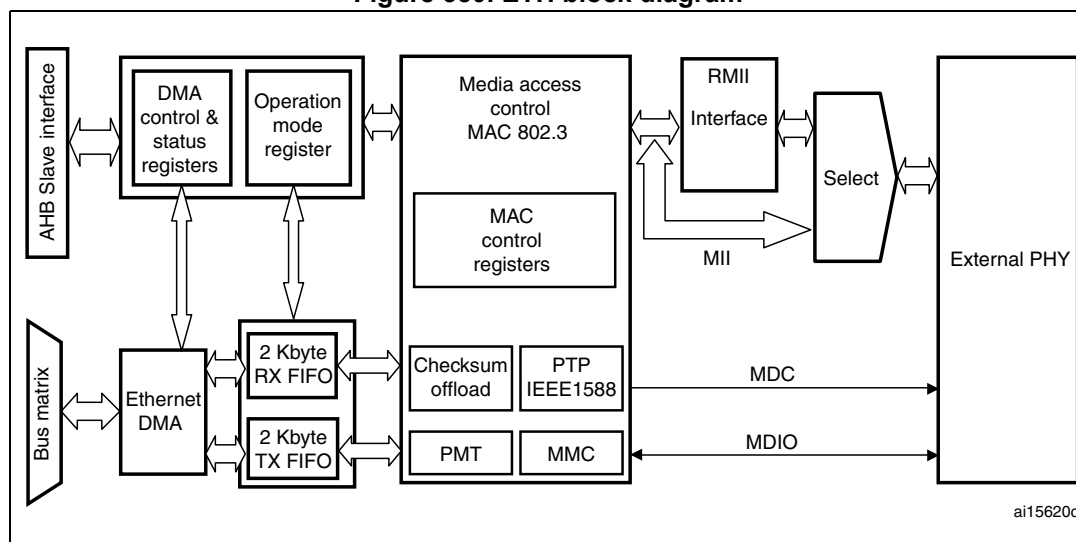 AHB Slave interface
DMA
control &
status
registers
Operation
mode
register
Media access
control
MAC 802.3
RMII
Interface
Select
External PHY
MAC
control
registers
MII
Bus matrix
Ethernet
DMA
2 Kbyte
RX FIFO
2 Kbyte
TX FIFO
Checksum
offload
PTP
IEEE1588
PMT
MMC
MDC
MDIO